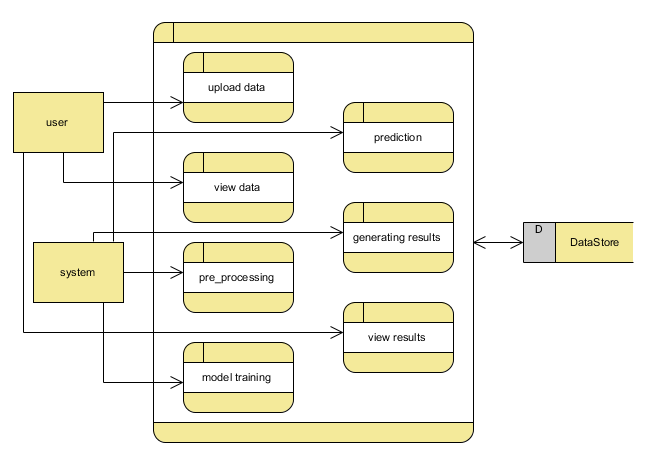 upload data
user
prediction
view data
generating results
D
DataStore
system
pre_processing
view results
model training